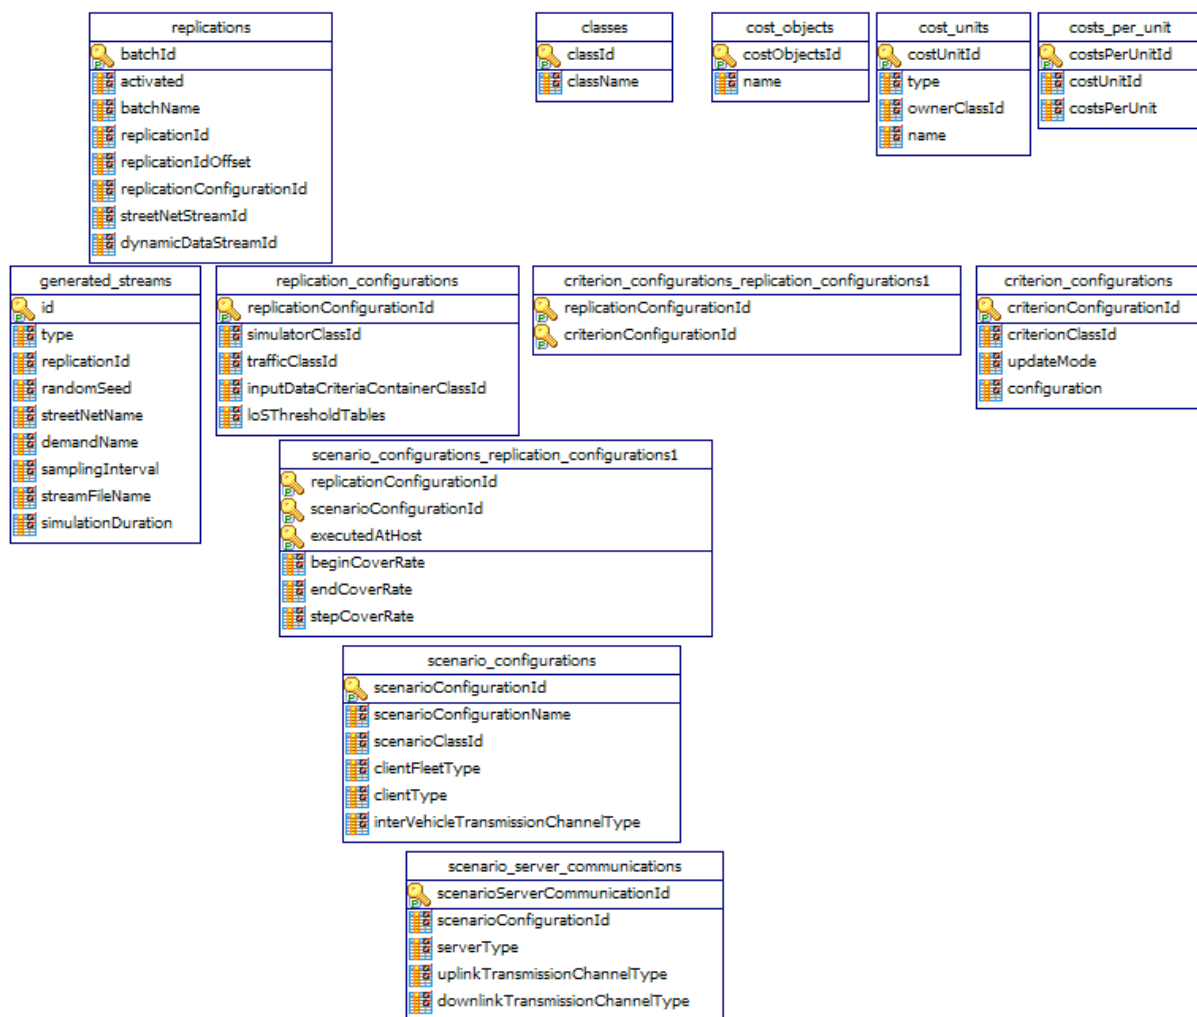 replications
batchId
activated
batchName
replicationId
replicationIdOffset
replicationConfigurationId
streetNetStreamId
dynamicDataStreamId
classes
classId
className
cost_objects
costObjectsId
name
cost_units
costUnitId
type
ownerClassId
name
costs_per_unit
costsPerUnitId
costUnitId
costsPerUnit
generated_streams
id
type
replicationId
randomSeed
streetNetName
demandName
samplingInterval
streamFileName
simulationDuration
replication_configurations
replicationConfigurationId
simulatorClassId
trafficClassId
inputDataCriteriaContainerClassId
loSThresholdTables
criterion_configurations_replication_configurations1
replicationConfigurationId
criterionConfigurationId
criterion_configurations
criterionConfigurationId
criterionClassId
updateMode
configuration
scenario_configurations_replication_configurations1
replicationConfigurationId
scenarioConfigurationId
executedAtHost
beginCoverRate
endCoverRate
stepCoverRate
scenario_configurations
scenarioConfigurationId
scenarioConfigurationName
scenarioClassId
clientFleetType
clientType
interVehicleTransmissionChannelType
scenario_server_communications
scenarioServerCommunicationId
scenarioConfigurationId
serverType
uplinkTransmissionChannelType
downlinkTransmissionChannelType